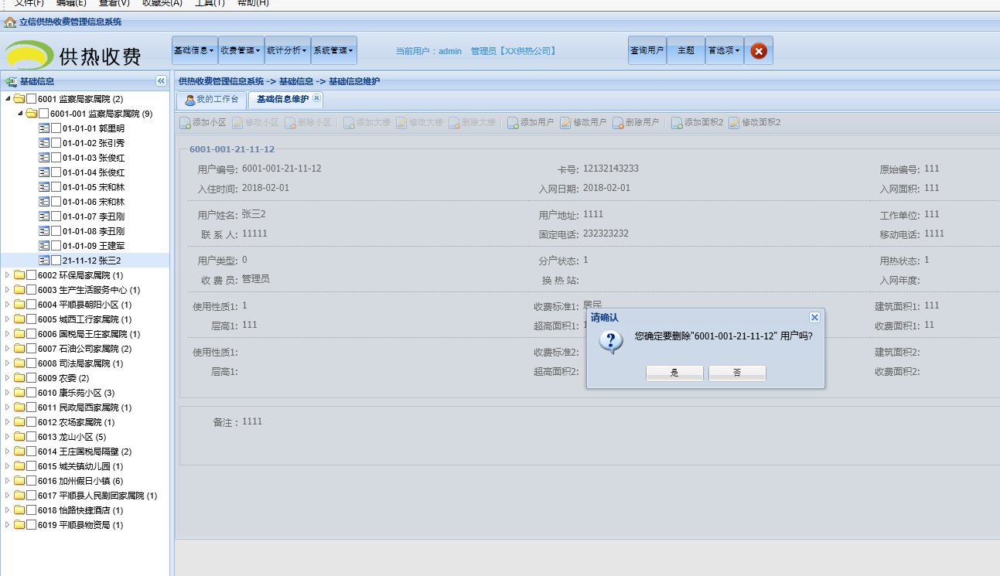 文件(F) 编辑(E) 查看(V) 收藏夹(A) 工具(T) 帮助(H)
立信供热收费管理信息系统
供热收费 基础信息 收费管理 统计分析 系统管理 当前用户：admin 管理员【XX供热公司】 查询用户 主题 首选项
基础信息
供热收费管理信息系统 -> 基础信息 -> 基础信息维护
我的工作台 基础信息维护
添加小区 修改小区 删除小区 添加大楼 修改大楼 删除大楼 添加用户 修改用户 删除用户 添加面积2 修改面积2
6001 监察局家属院 (2)
6001-001 监察局家属院 (9)
01-01-01 郭里明
01-01-02 张引秀
01-01-03 张俊红
01-01-04 张俊红
01-01-05 宋和林
01-01-06 宋和林
01-01-07 李丑刚
01-01-08 李丑刚
01-01-09 王建军
21-11-12 张三2
6002 环保局家属院 (1)
6003 生产生活服务中心 (1)
6004 平顺县朝阳小区 (1)
6005 城西工行家属院 (1)
6006 国税局王庄家属院 (1)
6007 石油公司家属院 (2)
6008 司法局家属院 (1)
6009 农委 (2)
6010 康乐苑小区 (3)
6011 民政局西家属院 (1)
6012 农场家属院 (1)
6013 龙山小区 (5)
6014 王庄国税局隔壁 (2)
6015 城关镇幼儿园 (1)
6016 加州假日小镇 (6)
6017 平顺县人民剧团家属院 (1)
6018 怡路快捷酒店 (1)
6019 平顺县物资局 (1)
6001-001-21-11-12
用户编号: 6001-001-21-11-12 卡号: 12132143233 原始编号: 111
入住时间: 2018-02-01 入网日期: 2018-02-01 入网面积: 111
用户姓名: 张三2 用户地址: 1111 工作单位: 111
联 系 人: 11111 固定电话: 232323232 移动电话: 1111
用户类型: 0 分户状态: 1 用热状态: 1
收 费 员: 管理员 换 热 站: 入网年度:
使用性质1: 1 收费标准1: 居民 建筑面积1: 111
层高1: 111 超高面积1: 1 收费面积1: 11
使用性质1: 收费标准2: 建筑面积2:
层高1: 超高面积2: 收费面积2:
备注： 1111
请确认
您确定要删除"6001-001-21-11-12" 用户吗?
是 否